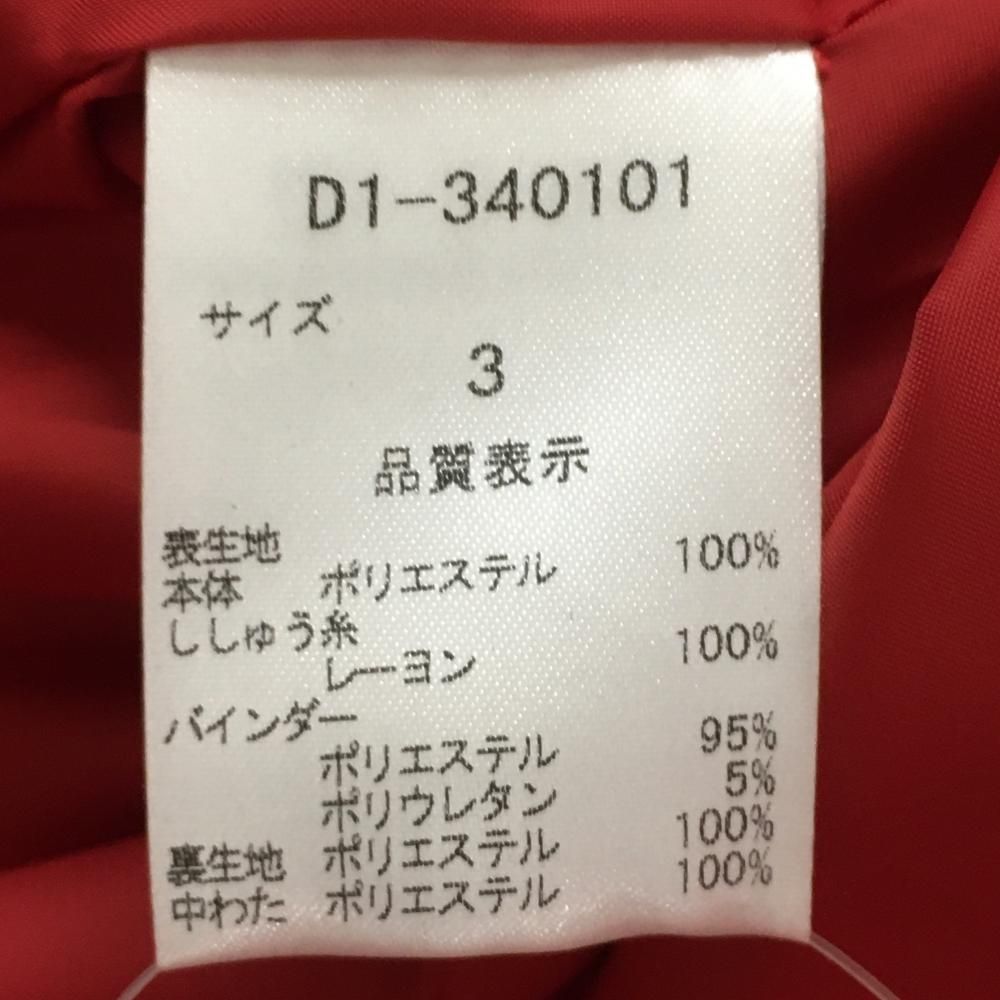 D1-340101
サイズ
3
品質表示
表生地
本体 ポリエステル 100%
ししゅう糸
レーヨン 100%
バインダー
ポリエステル 95%
ポリウレタン 5%
裏生地 ポリエステル 100%
中わた ポリエステル 100%